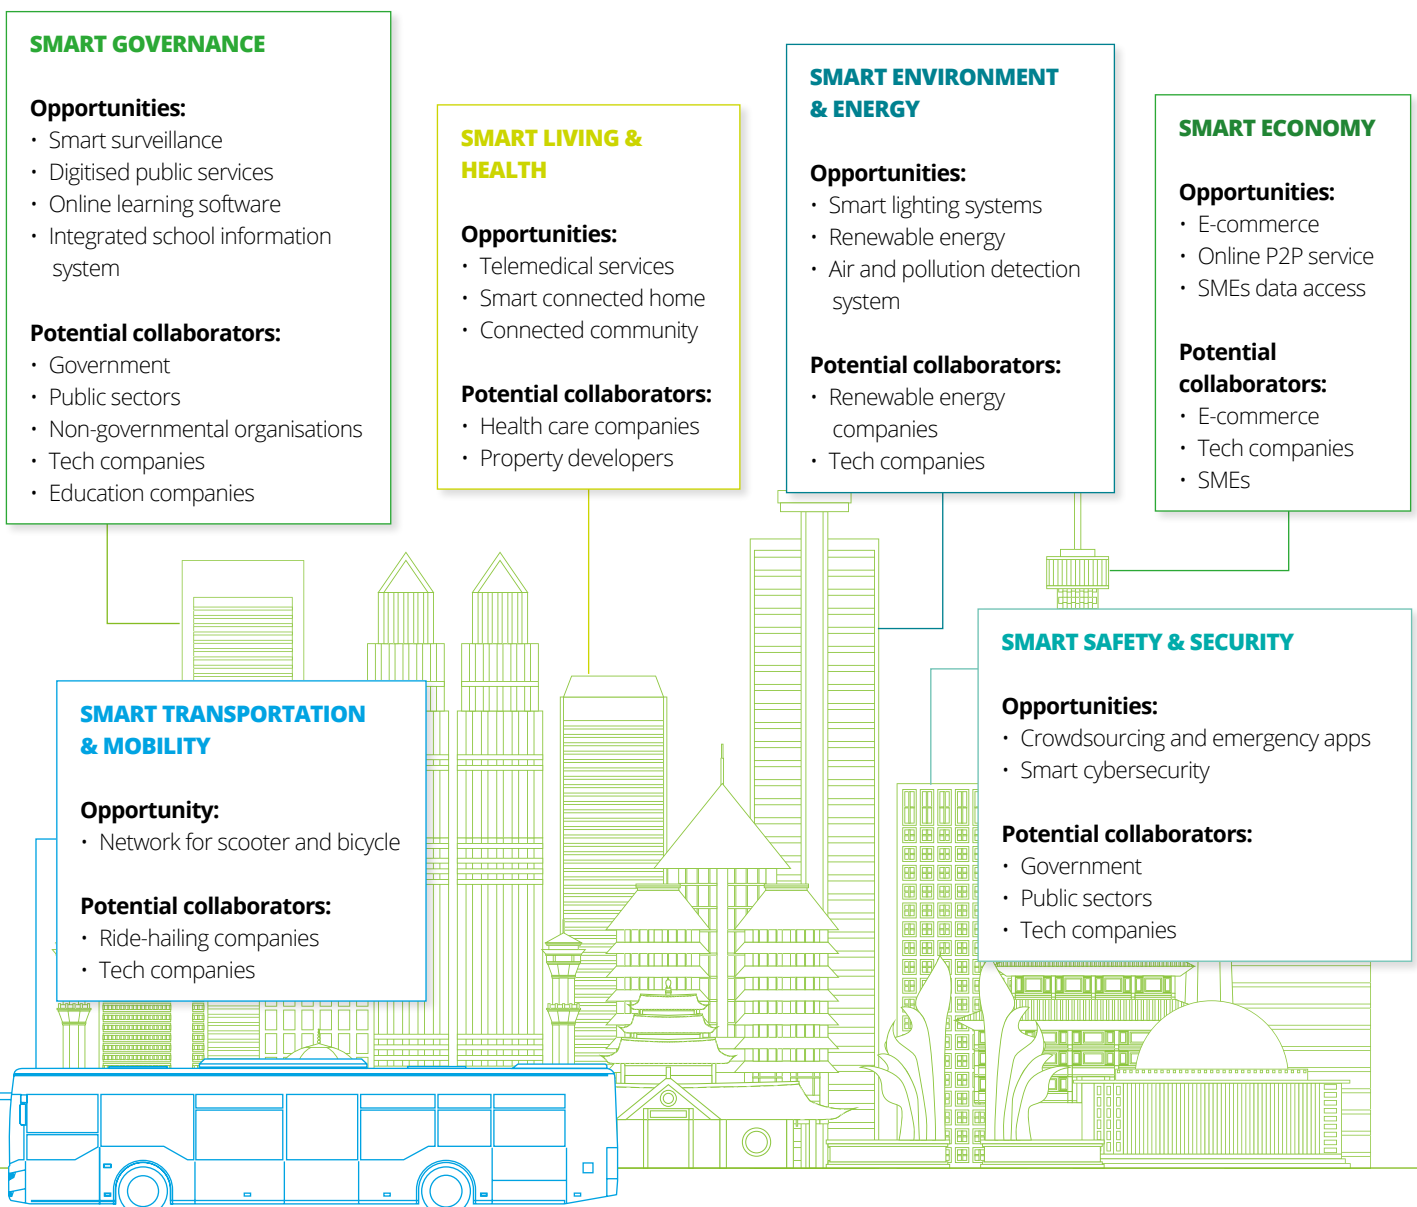 SMART GOVERNANCE
Opportunities:
• Smart surveillance
• Digitised public services
• Online learning software
• Integrated school information
system
Potential collaborators:
• Government
• Public sectors
• Non-governmental organisations
• Tech companies
• Education companies
SMART LIVING &
HEALTH
Opportunities:
• Telemedical services
• Smart connected home
• Connected community
Potential collaborators:
• Health care companies
• Property developers
SMART ENVIRONMENT
& ENERGY
Opportunities:
• Smart lighting systems
• Renewable energy
• Air and pollution detection
system
Potential collaborators:
• Renewable energy
companies
• Tech companies
SMART ECONOMY
Opportunities:
• E-commerce
• Online P2P service
• SMEs data access
Potential
collaborators:
• E-commerce
• Tech companies
• SMEs
SMART TRANSPORTATION
& MOBILITY
Opportunity:
• Network for scooter and bicycle
Potential collaborators:
• Ride-hailing companies
• Tech companies
SMART SAFETY & SECURITY
Opportunities:
• Crowdsourcing and emergency apps
• Smart cybersecurity
Potential collaborators:
• Government
• Public sectors
• Tech companies